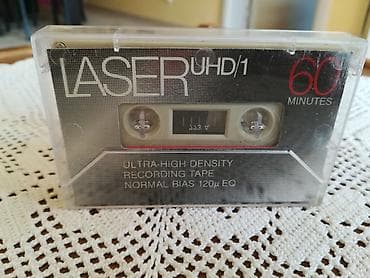 LASER UHD/1 60
MINUTES
ULTRA-HIGH DENSITY
RECORDING TAPE
NORMAL BIAS 120µ EQ